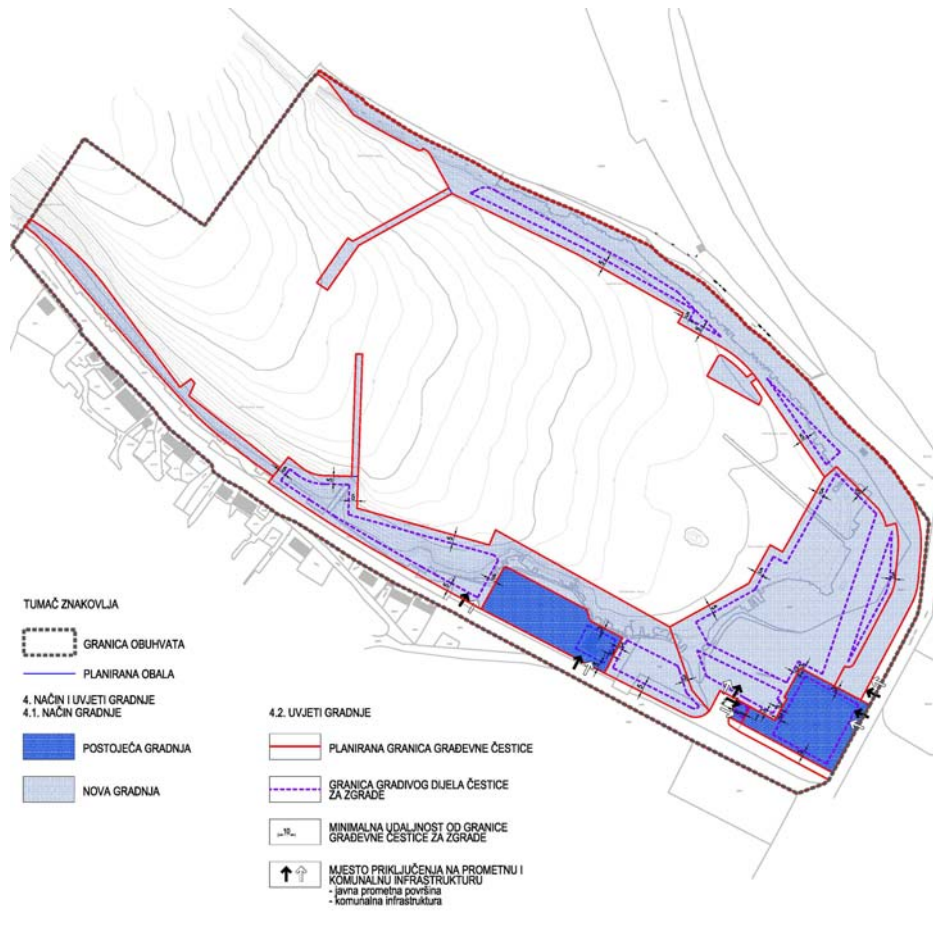 TUMAČ ZNAKOVLJA
GRANICA OBUHVATA
PLANIRANA OBALA
4. NAČIN I UVJETI GRADNJE
4.1. NAČIN GRADNJE
POSTOJEĆA GRADNJA
NOVA GRADNJA
4.2. UVJETI GRADNJE
PLANIRANA GRANICA GRAĐEVNE ČESTICE
GRANICA GRADIVOG DIJELA ČESTICE
ZA ZGRADE
10
MINIMALNA UDALJNOST OD GRANICE
GRAĐEVNE ČESTICE ZA ZGRADE
MJESTO PRIKLJUČENJA NA PROMETNU I
KOMUNALNU INFRASTRUKTURU
- javna prometna površina
- komunalna infrastruktura